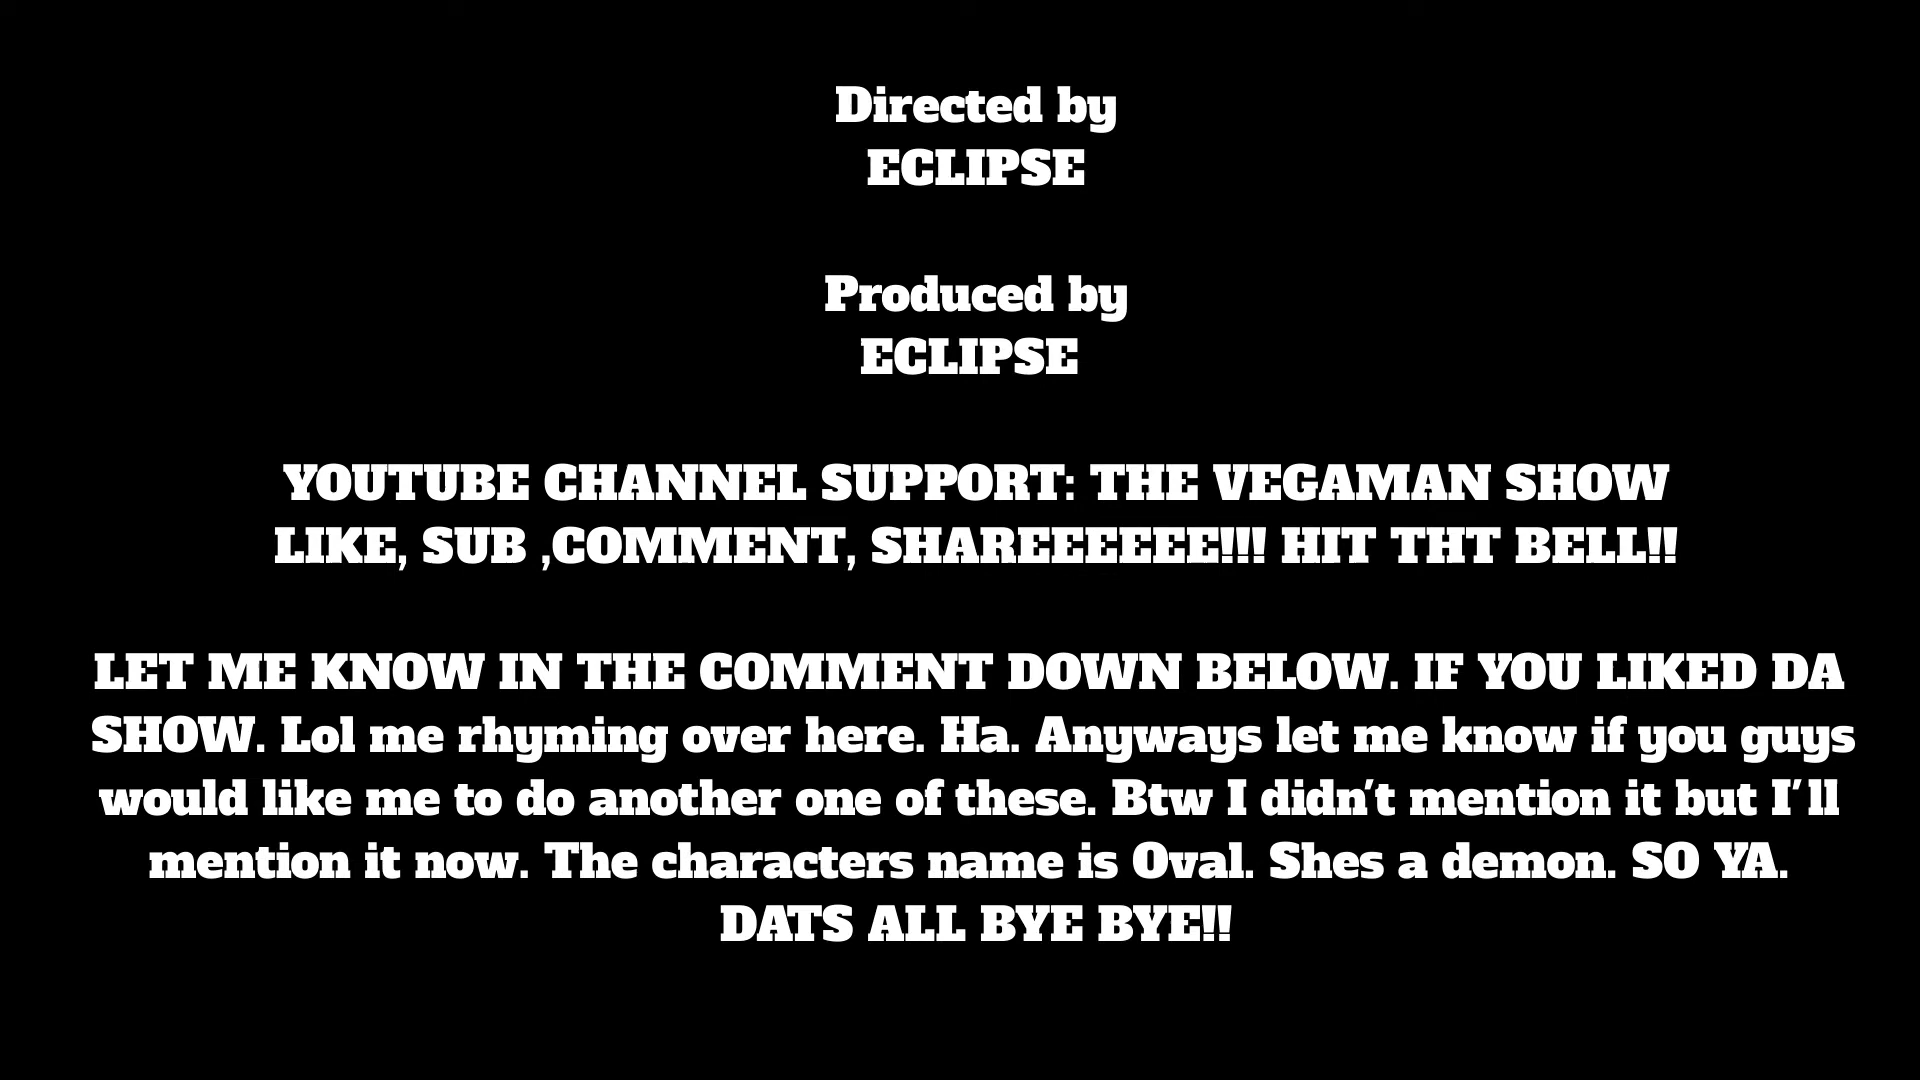 Directed by
ECLIPSE
Produced by
ECLIPSE
YOUTUBE CHANNEL SUPPORT: THE VEGAMAN SHOW
LIKE, SUB ,COMMENT, SHAREEEEEE!!! HIT THT BELL!!
LET ME KNOW IN THE COMMENT DOWN BELOW. IF YOU LIKED DA
SHOW. Lol me rhyming over here. Ha. Anyways let me know if you guys
would like me to do another one of these. Btw I didn't mention it but I'll
mention it now. The characters name is Oval. Shes a demon. SO YA.
DATS ALL BYE BYE!!